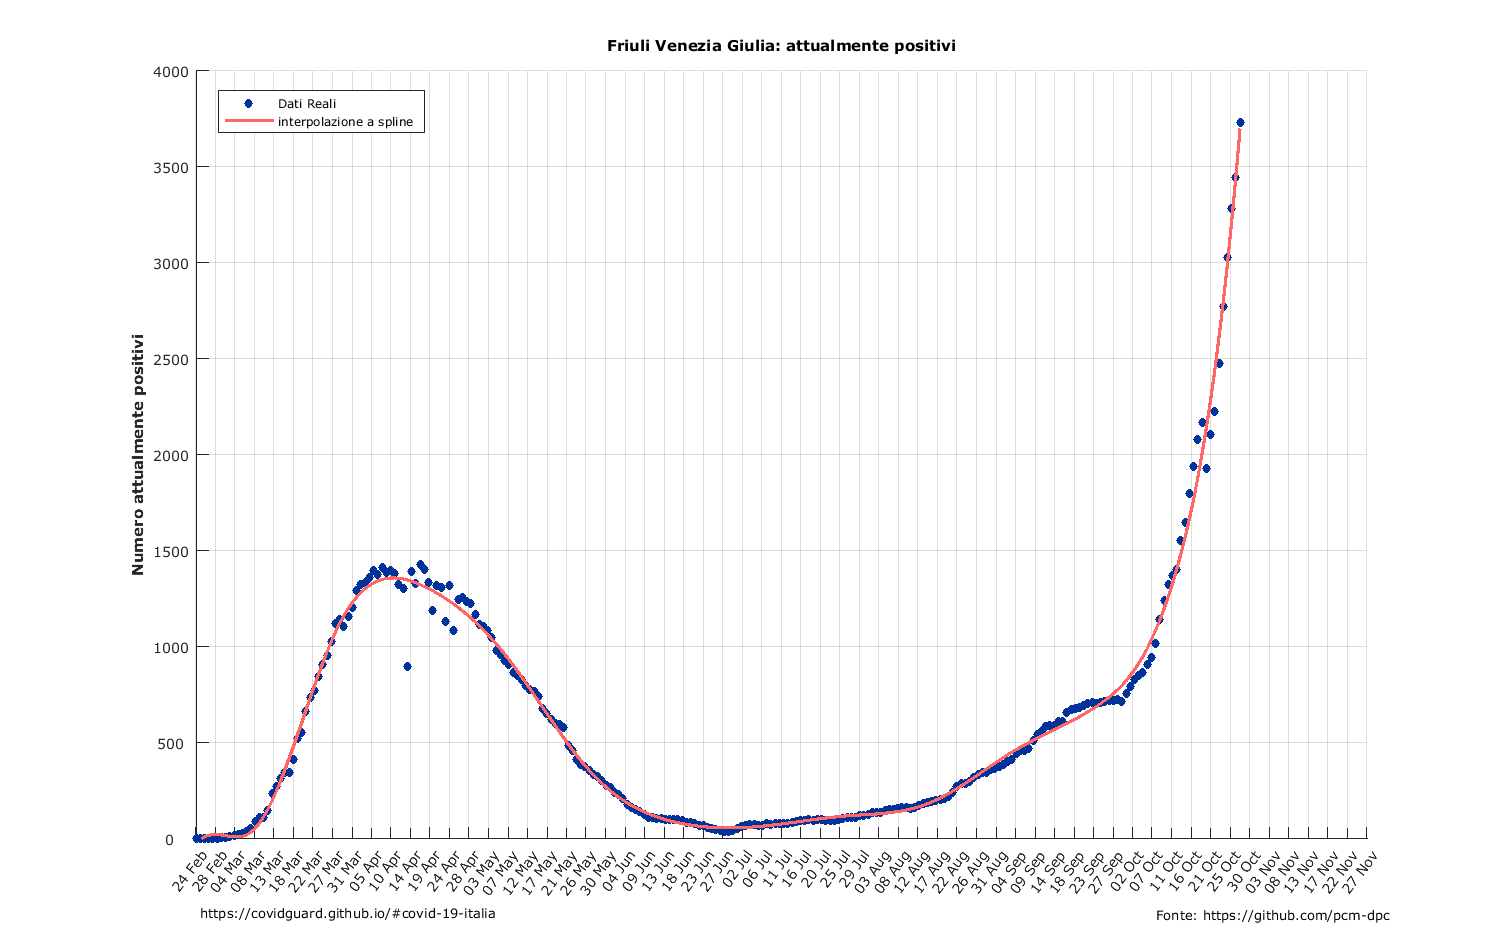 Friuli Venezia Giulia: attualmente positivi
4000
3500
3000
2500
2000
1500
1000
500
0
Numero attualmente positivi
Dati Reali
interpolazione a spline
24 Feb
28 Feb
04 Mar
08 Mar
13 Mar
18 Mar
22 Mar
27 Mar
31 Mar
05 Apr
10 Apr
14 Apr
19 Apr
24 Apr
28 Apr
03 May
07 May
12 May
17 May
21 May
26 May
30 May
04 Jun
09 Jun
13 Jun
18 Jun
23 Jun
27 Jun
02 Jul
06 Jul
11 Jul
16 Jul
20 Jul
25 Jul
29 Jul
03 Aug
08 Aug
12 Aug
17 Aug
22 Aug
26 Aug
31 Aug
04 Sep
09 Sep
14 Sep
18 Sep
23 Sep
27 Sep
02 Oct
07 Oct
11 Oct
16 Oct
21 Oct
25 Oct
30 Oct
03 Nov
08 Nov
13 Nov
17 Nov
22 Nov
27 Nov
https://covidguard.github.io/#covid-19-italia
Fonte: https://github.com/pcm-dpc